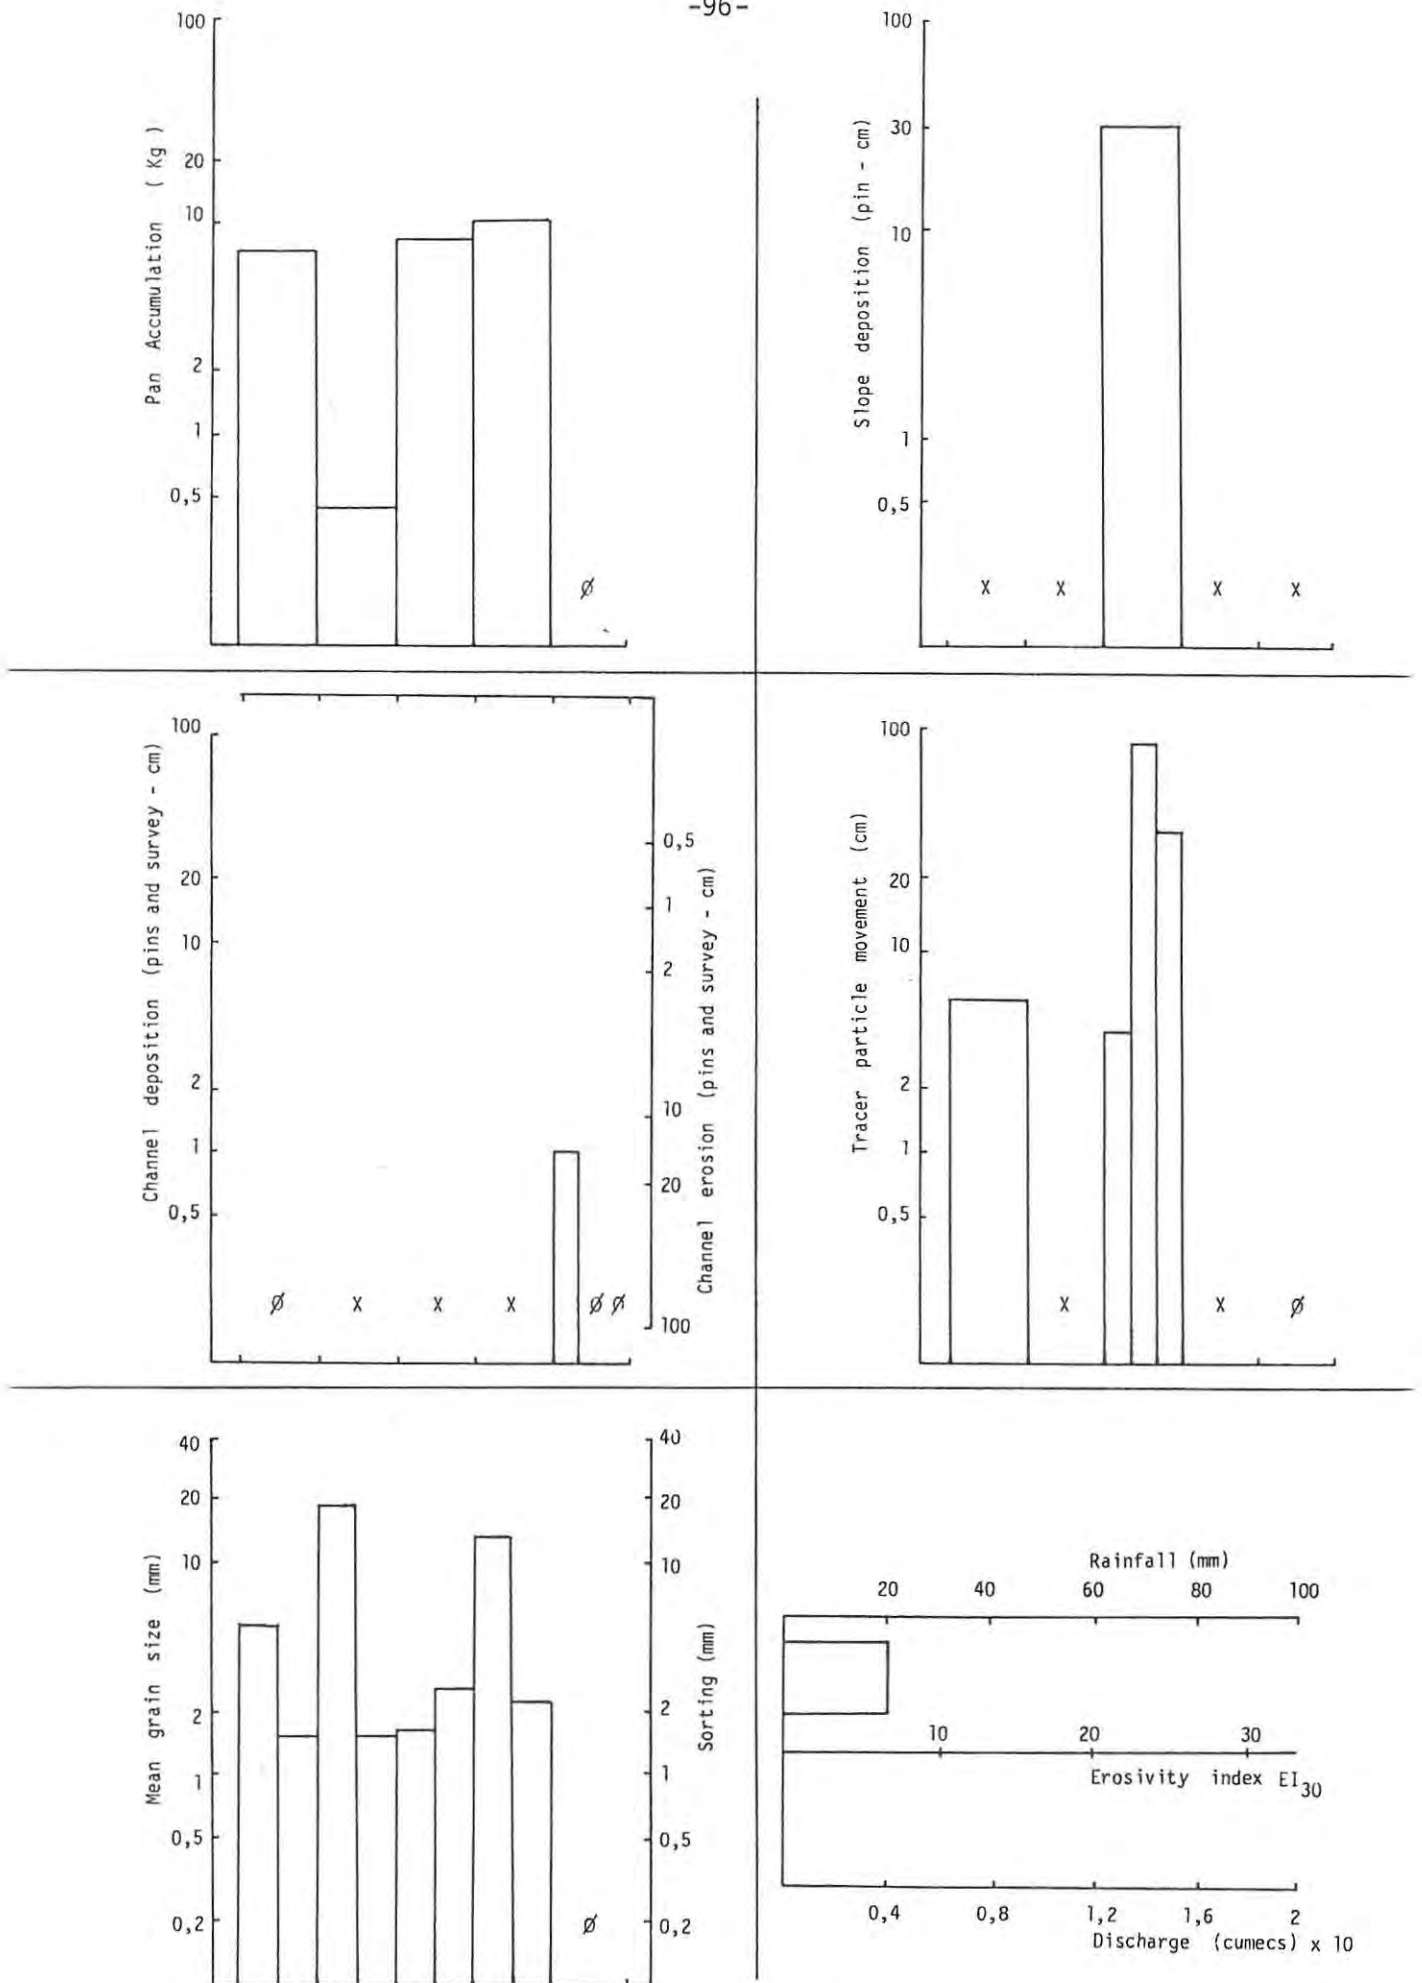 -96-
100
20
10
2
1
0,5
Pan Accumulation ( Kg )
Ø
100
30
10
1
0,5
Slope deposition (pin - cm)
X X X X
100
20
10
2
1
0,5
Channel deposition (pins and survey - cm)
Ø X X X Ø Ø
0,5
1
2
10
20
100
Channel erosion (pins and survey - cm)
100
20
10
2
1
0,5
Tracer particle movement (cm)
X X Ø
40
20
10
2
1
0,5
0,2
Mean grain size (mm)
Ø
40
20
10
2
1
0,5
0,2
Sorting (mm)
Rainfall (mm)
20 40 60 80 100
10 20 30
Erosivity index EI30
0,4 0,8 1,2 1,6 2
Discharge (cumecs) x 10